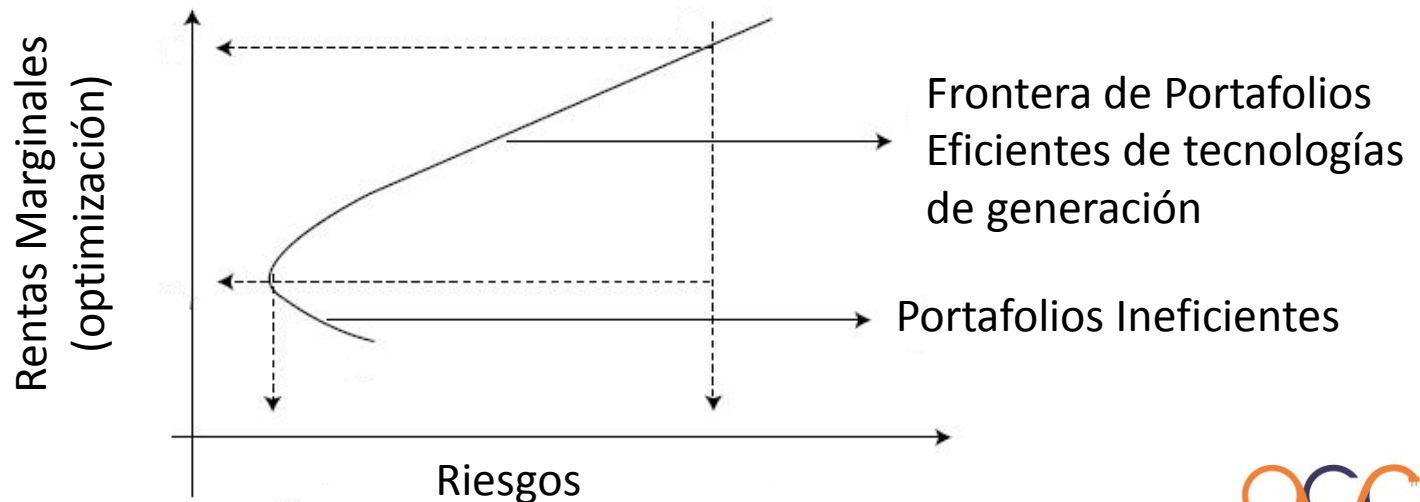 Rentas Marginales
(optimización)
Frontera de Portafolios
Eficientes de tecnologías
de generación
Portafolios Ineficientes
Riesgos